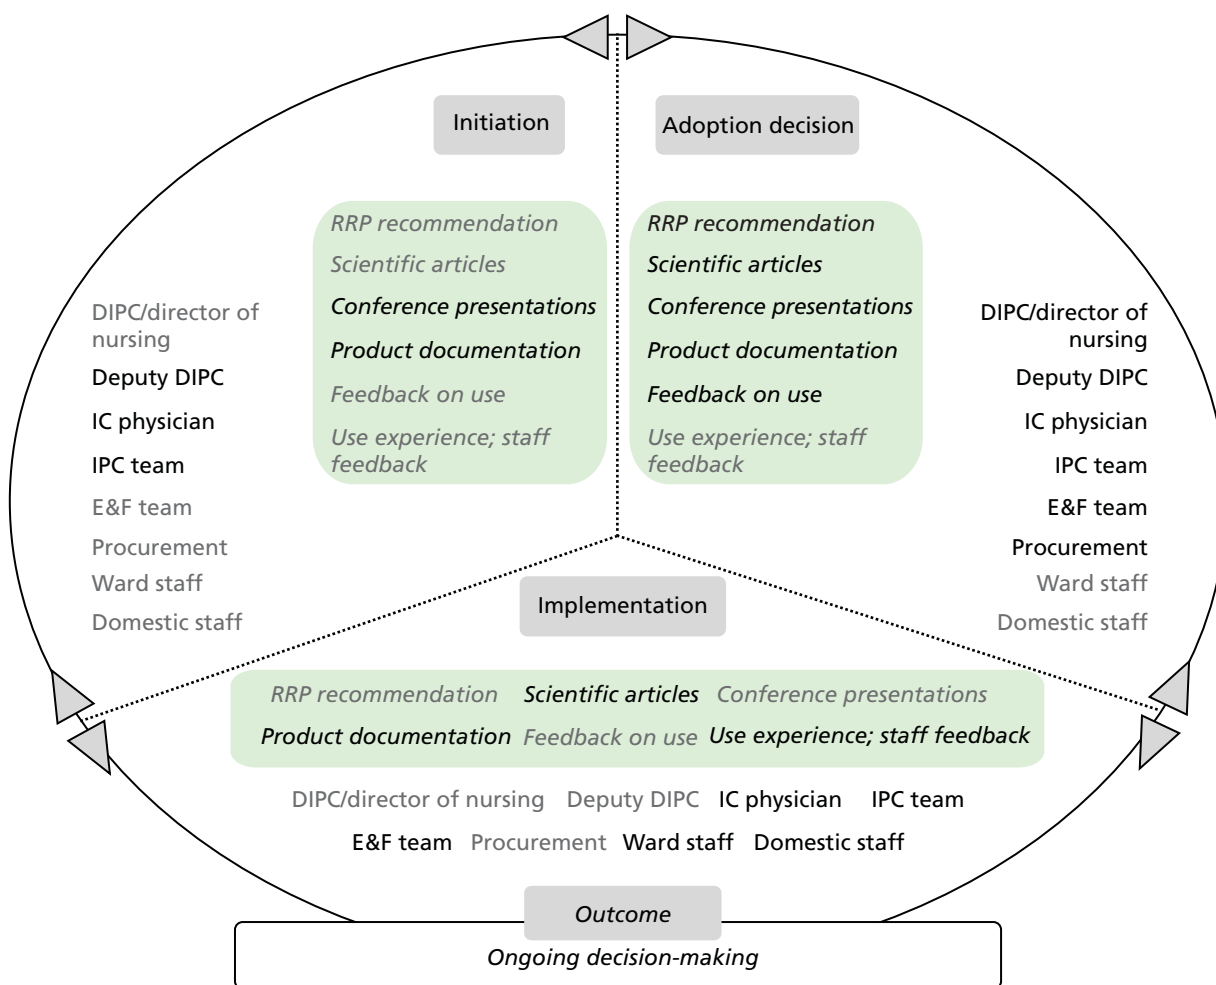 Initiation
Adoption decision
RRP recommendation
Scientific articles
Conference presentations
Product documentation
Feedback on use
Use experience; staff
feedback
RRP recommendation
Scientific articles
Conference presentations
Product documentation
Feedback on use
Use experience; staff
feedback
DIPC/director of
nursing
Deputy DIPC
IC physician
IPC team
E&F team
Procurement
Ward staff
Domestic staff
DIPC/director of
nursing
Deputy DIPC
IC physician
IPC team
E&F team
Procurement
Ward staff
Domestic staff
Implementation
RRP recommendation Scientific articles Conference presentations
Product documentation Feedback on use Use experience; staff feedback
DIPC/director of nursing Deputy DIPC IC physician IPC team
E&F team Procurement Ward staff Domestic staff
Outcome
Ongoing decision-making